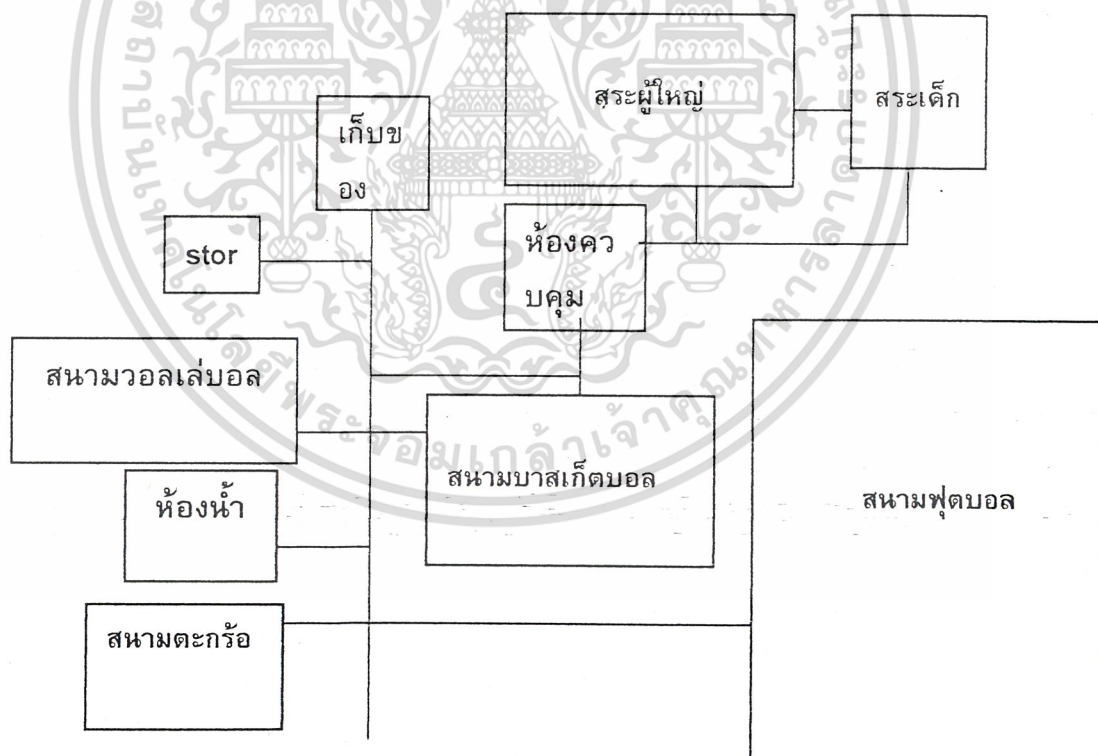 สระผู้ใหญ่
สระเด็ก
เก็บข
อง
stor
ห้องคว
บคุม
สนามวอลเล่บอล
สนามบาสเก็ตบอล
ห้องน้ำ
สนามฟุตบอล
สนามตะกร้อ